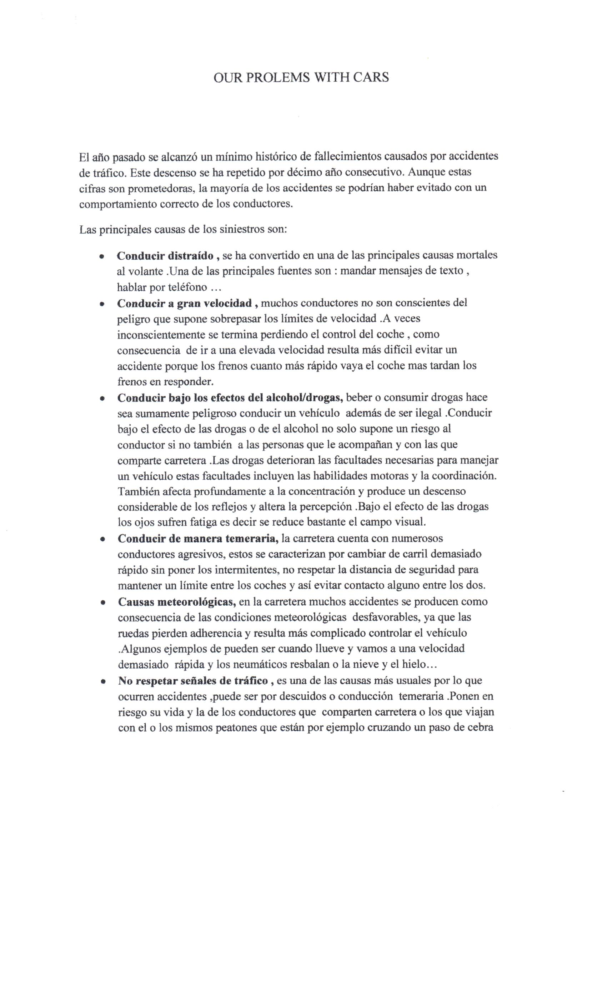 OUR PROLEMS WITH CARS
El año pasado se alcanzó un mínimo histórico de fallecimientos causados por accidentes
de tráfico. Este descenso se ha repetido por décimo año consecutivo. Aunque estas
cifras son prometedoras, la mayoría de los accidentes se podrían haber evitado con un
comportamiento correcto de los conductores.
Las principales causas de los siniestros son:
• Conducir distraído , se ha convertido en una de las principales causas mortales
al volante .Una de las principales fuentes son : mandar mensajes de texto ,
hablar por teléfono ...
• Conducir a gran velocidad , muchos conductores no son conscientes del
peligro que supone sobrepasar los límites de velocidad .A veces
inconscientemente se termina perdiendo el control del coche , como
consecuencia  de ir a una elevada velocidad resulta más difícil evitar un
accidente porque los frenos cuanto más rápido vaya el coche mas tardan los
frenos en responder.
• Conducir bajo los efectos del alcohol/drogas, beber o consumir drogas hace
sea sumamente peligroso conducir un vehículo  además de ser ilegal .Conducir
bajo el efecto de las drogas o de el alcohol no solo supone un riesgo al
conductor si no también  a las personas que le acompañan y con las que
comparte carretera .Las drogas deterioran las facultades necesarias para manejar
un vehículo estas facultades incluyen las habilidades motoras y la coordinación.
También afecta profundamente a la concentración y produce un descenso
considerable de los reflejos y altera la percepción .Bajo el efecto de las drogas
los ojos sufren fatiga es decir se reduce bastante el campo visual.
• Conducir de manera temeraria, la carretera cuenta con numerosos
conductores agresivos, estos se caracterizan por cambiar de carril demasiado
rápido sin poner los intermitentes, no respetar la distancia de seguridad para
mantener un límite entre los coches y así evitar contacto alguno entre los dos.
• Causas meteorológicas, en la carretera muchos accidentes se producen como
consecuencia de las condiciones meteorológicas  desfavorables, ya que las
ruedas pierden adherencia y resulta más complicado controlar el vehículo
.Algunos ejemplos de pueden ser cuando llueve y vamos a una velocidad
demasiado  rápida y los neumáticos resbalan o la nieve y el hielo...
• No respetar señales de tráfico , es una de las causas más usuales por lo que
ocurren accidentes ,puede ser por descuidos o conducción  temeraria .Ponen en
riesgo su vida y la de los conductores que  comparten carretera o los que viajan
con el o los mismos peatones que están por ejemplo cruzando un paso de cebra